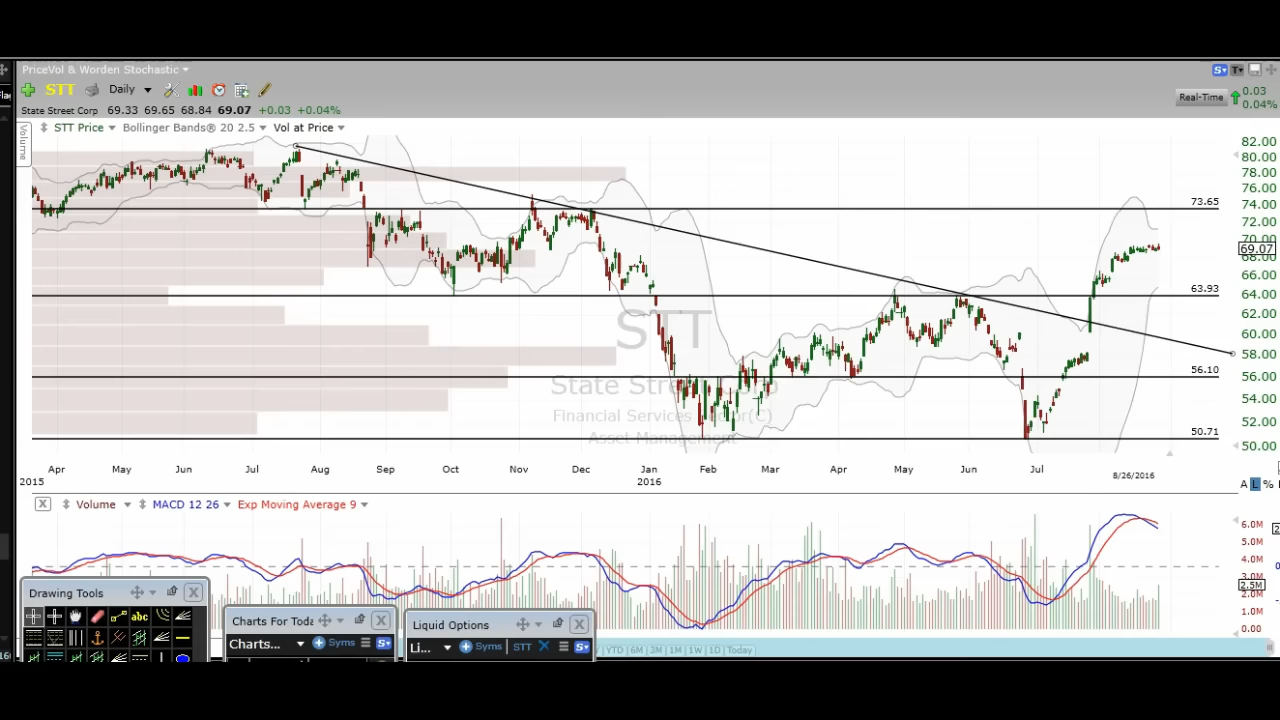 PriceVol & Worden Stochastic
STT Daily
State Street Corp 69.33 69.65 68.84 69.07 +0.03 +0.04%
Real-Time 0.03
0.04%
Volume
STT Price Bollinger Bands® 20 2.5 Vol at Price
82.00
80.00
78.00
76.00
74.00
73.65
72.00
70.00
69.07
68.00
66.00
64.00
63.93
62.00
60.00
58.00
56.10
56.00
54.00
52.00
50.71
50.00
STT
State Street Corp
Financial Services
Asset Management
Apr May Jun Jul Aug Sep Oct Nov Dec Jan Feb Mar Apr May Jun Jul 8/26/2016
2015 2016
A L %
X Volume MACD 12 26 Exp Moving Average 9
6.0M
5.0M
4.0M
3.0M
2.5M
2.0M
1.0M
0.00
Drawing Tools X
abc
Charts For Toda X
Charts... Syms
Liquid Options X
Li... Syms STT
YTD 6M 3M 1M 1W 1D Today